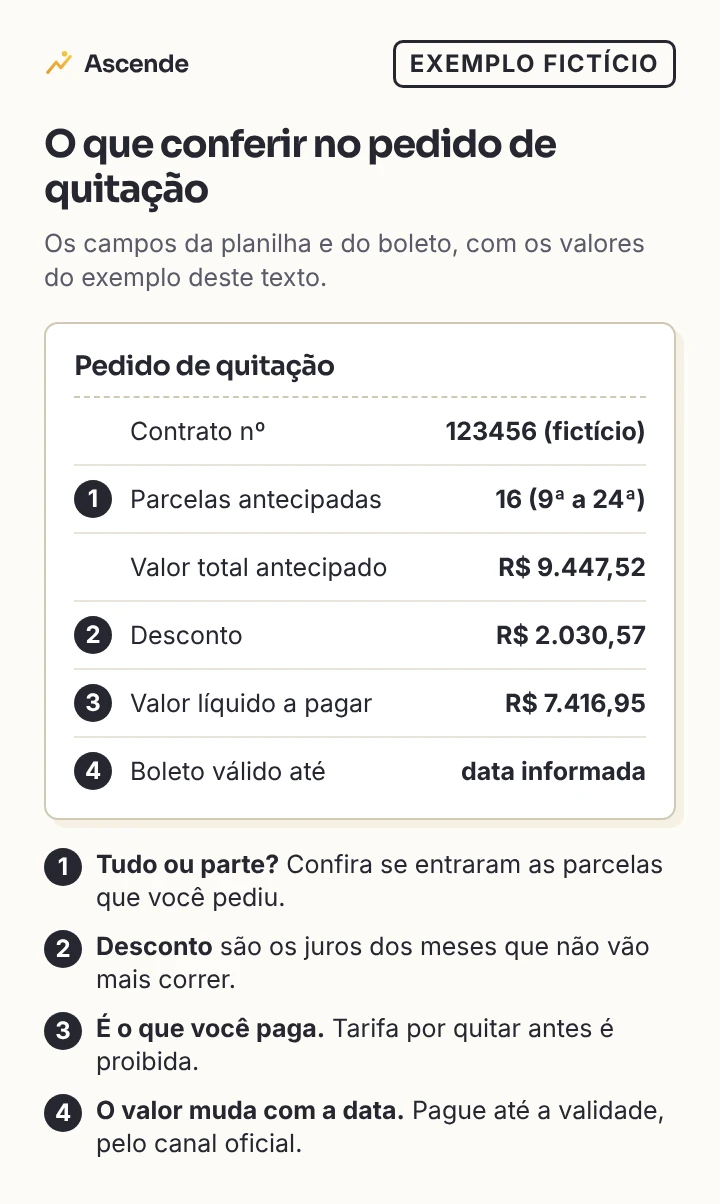 Ascende
EXEMPLO FICTÍCIO
O que conferir no pedido de
quitação
Os campos da planilha e do boleto, com os valores
do exemplo deste texto.
Pedido de quitação
Contrato nº 123456 (fictício)
1 Parcelas antecipadas 16 (9ª a 24ª)
Valor total antecipado R$ 9.447,52
2 Desconto R$ 2.030,57
3 Valor líquido a pagar R$ 7.416,95
4 Boleto válido até data informada
1 Tudo ou parte? Confira se entraram as parcelas
que você pediu.
2 Desconto são os juros dos meses que não vão
mais correr.
3 É o que você paga. Tarifa por quitar antes é
proibida.
4 O valor muda com a data. Pague até a validade,
pelo canal oficial.